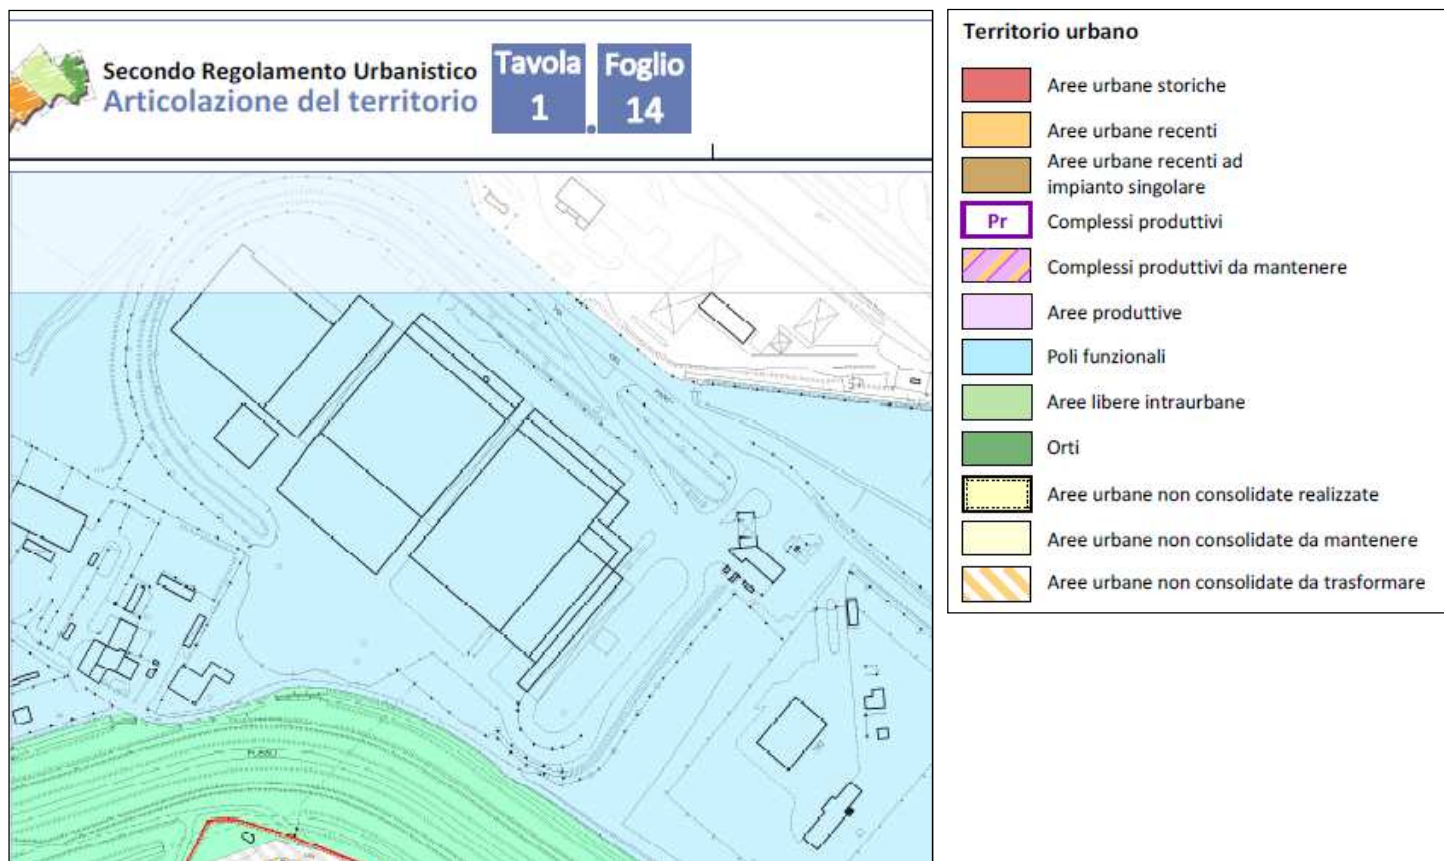 Secondo Regolamento Urbanistico
Articolazione del territorio
Tavola
1
.
Foglio
14
Territorio urbano
Aree urbane storiche
Aree urbane recenti
Aree urbane recenti ad
impianto singolare
Pr
Complessi produttivi
Complessi produttivi da mantenere
Aree produttive
Poli funzionali
Aree libere intraurbane
Orti
Aree urbane non consolidate realizzate
Aree urbane non consolidate da mantenere
Aree urbane non consolidate da trasformare